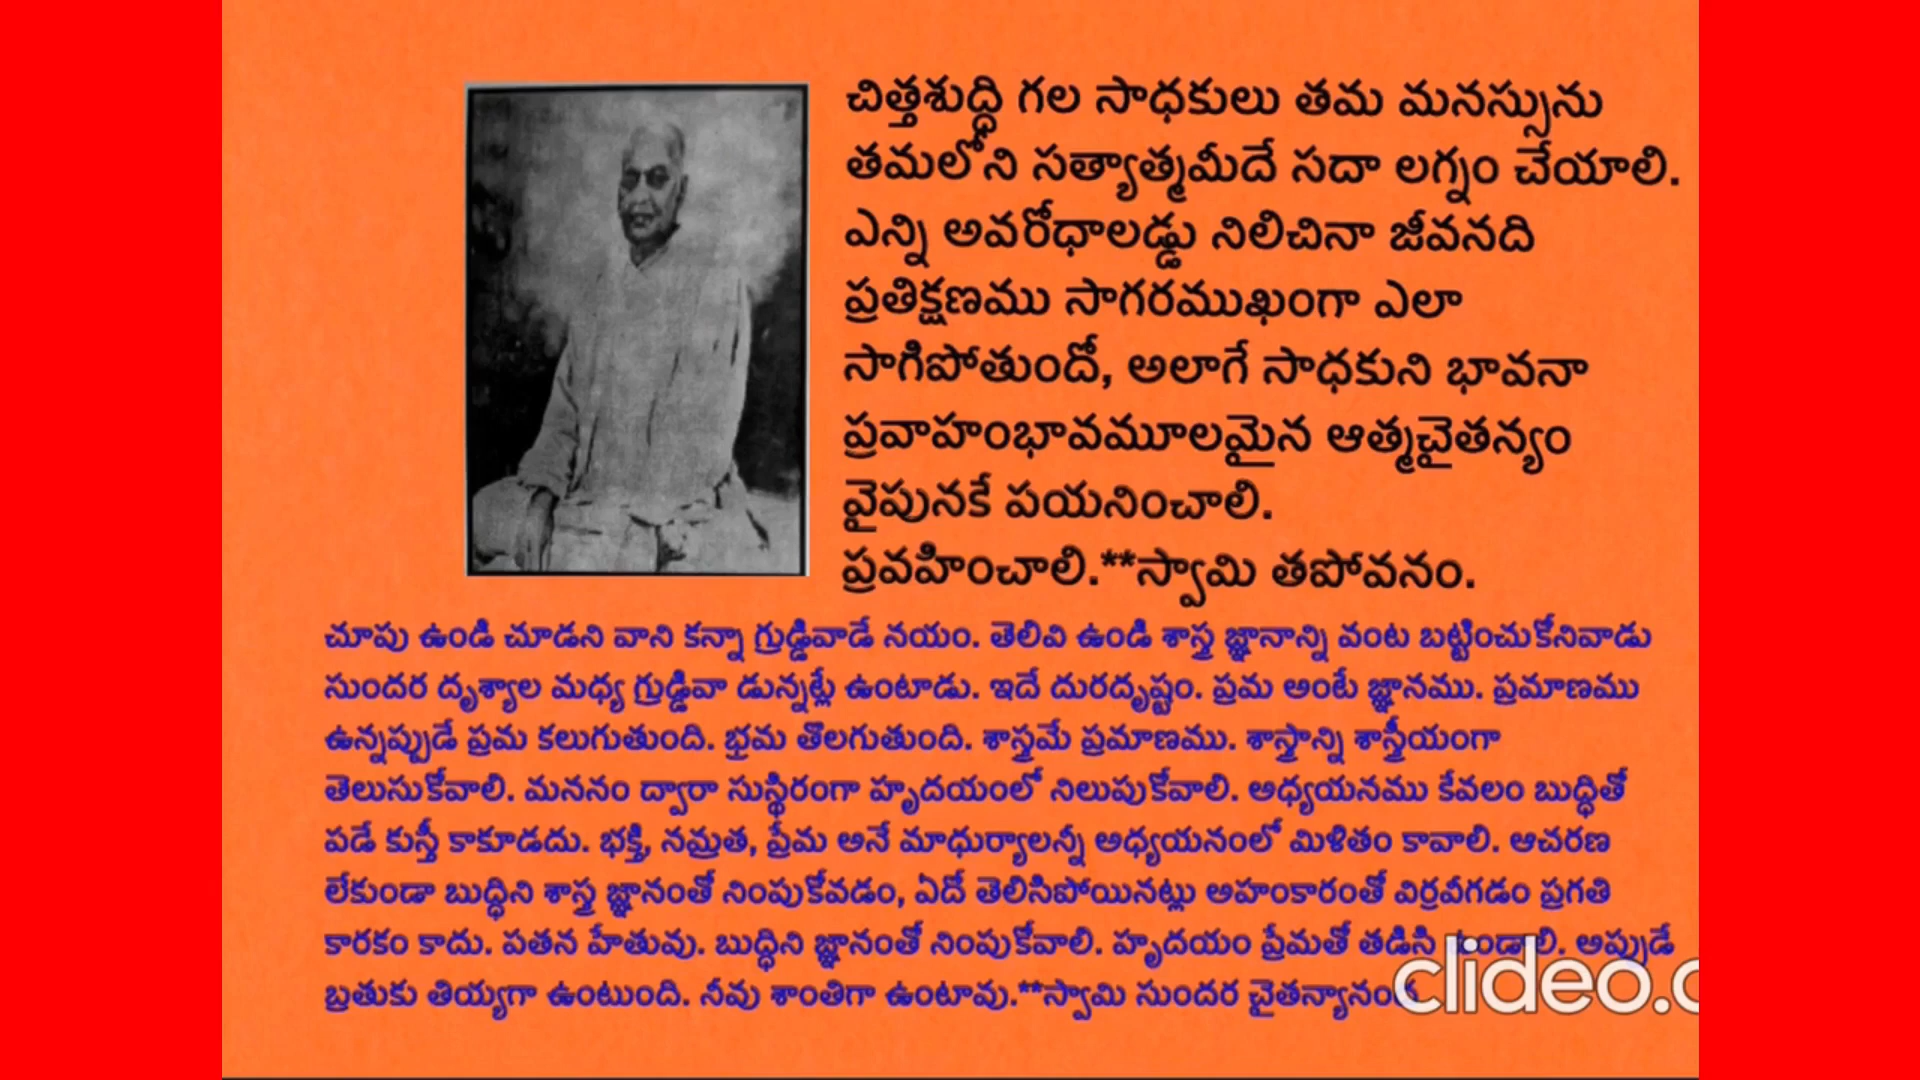 చిత్తశుద్ధి గల సాధకులు తమ మనస్సును
తమలోని సత్యాత్మమీదే సదా లగ్నం చేయాలి.
ఎన్ని అవరోధాలడ్డు నిలిచినా జీవనది
ప్రతిక్షణము సాగరముఖంగా ఎలా
సాగిపోతుందో, అలాగే సాధకుని భావనా
ప్రవాహంభావమూలమైన ఆత్మచైతన్యం
వైపునకే పయనించాలి.
ప్రవహించాలి.**స్వామి తపోవనం.
చూపు ఉండి చూడని వాని కన్నా గ్రుడ్డివాడే నయం. తెలివి ఉండి శాస్త్ర జ్ఞానాన్ని వంట బట్టించుకోనివాడు
సుందర దృశ్యాల మధ్య గ్రుడ్డివా డున్నట్లే ఉంటాడు. ఇదే దురదృష్టం. ప్రమ అంటే జ్ఞానము. ప్రమాణము
ఉన్నప్పుడే ప్రమ కలుగుతుంది. భ్రమ తొలగుతుంది. శాస్త్రమే ప్రమాణము. శాస్త్రాన్ని శాస్త్రీయంగా
తెలుసుకోవాలి. మననం ద్వారా సుస్థిరంగా హృదయంలో నిలుపుకోవాలి. అధ్యయనము కేవలం బుద్ధితో
పడే కుస్తీ కాకూడదు. భక్తి, నమ్రత, ప్రేమ అనే మాధుర్యాలన్నీ అధ్యయనంలో మిళితం కావాలి. ఆచరణ
లేకుండా బుద్ధిని శాస్త్ర జ్ఞానంతో నింపుకోవడం, ఏదో తెలిసిపోయినట్లు అహంకారంతో విర్రవీగడం ప్రగతి
కారకం కాదు. పతన హేతువు. బుద్ధిని జ్ఞానంతో నింపుకోవాలి. హృదయం ప్రేమతో తడిసి ఉండాలి. అప్పుడే
బ్రతుకు తియ్యగా ఉంటుంది. నీవు శాంతిగా ఉంటావు.**స్వామి సుందర చైతన్యానంద
clideo.c